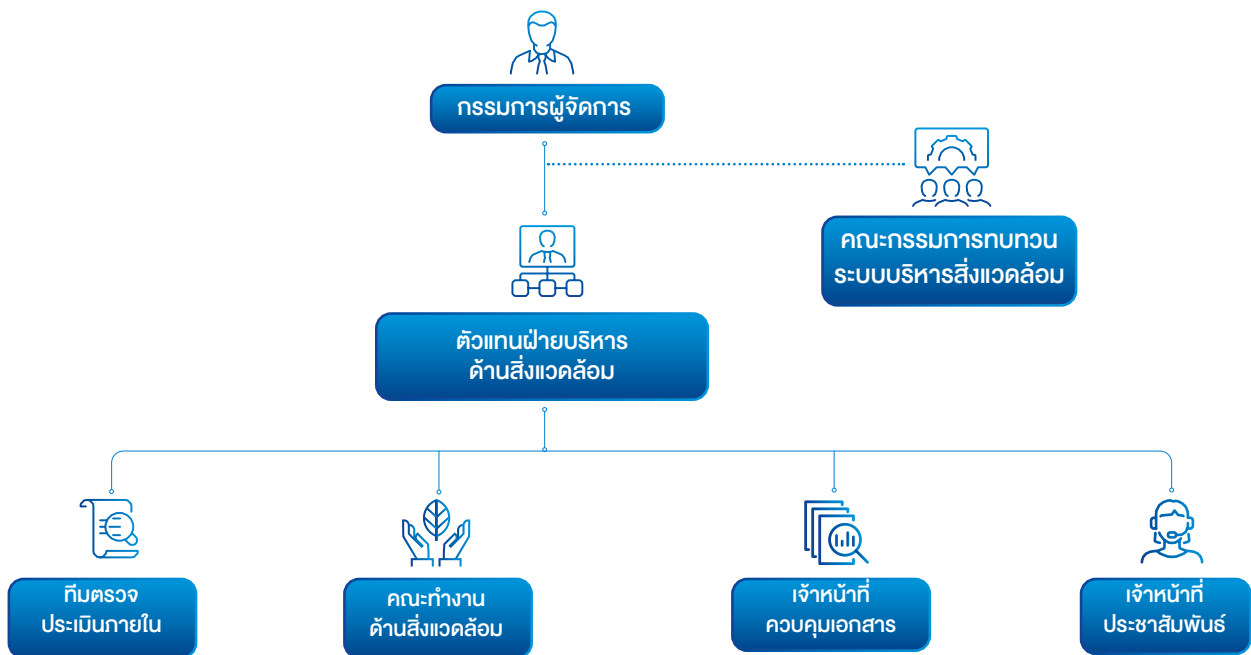 กรรมการผู้จัดการ
คณะกรรมการทบทวน
ระบบบริหารสิ่งแวดล้อม
ตัวแทนฝ่ายบริหาร
ด้านสิ่งแวดล้อม
ทีมตรวจ
ประเมินภายใน
คณะทำงาน
ด้านสิ่งแวดล้อม
เจ้าหน้าที่
ควบคุมเอกสาร
เจ้าหน้าที่
ประชาสัมพันธ์